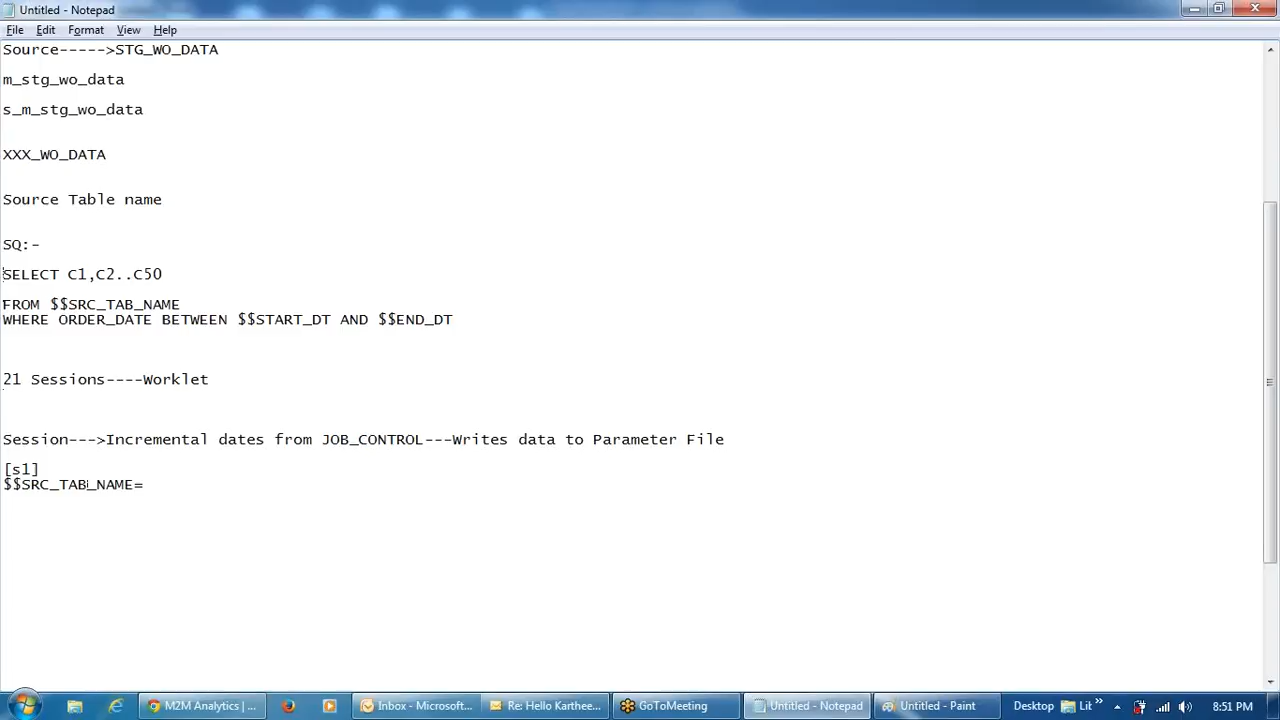 Untitled - Notepad
File Edit Format View Help
Source----->STG_WO_DATA
m_stg_wo_data
s_m_stg_wo_data
XXX_WO_DATA
Source Table name
SQ:-
SELECT C1,C2..C50
FROM $$SRC_TAB_NAME
WHERE ORDER_DATE BETWEEN $$START_DT AND $$END_DT
21 Sessions----Worklet
Session--->Incremental dates from JOB_CONTROL---Writes data to Parameter File
[s1]
$$SRC_TAB_NAME=
M2M Analytics | ... Inbox - Microsoft... Re: Hello Karthee... GoToMeeting Untitled - Notepad Untitled - Paint Desktop Lit 8:51 PM